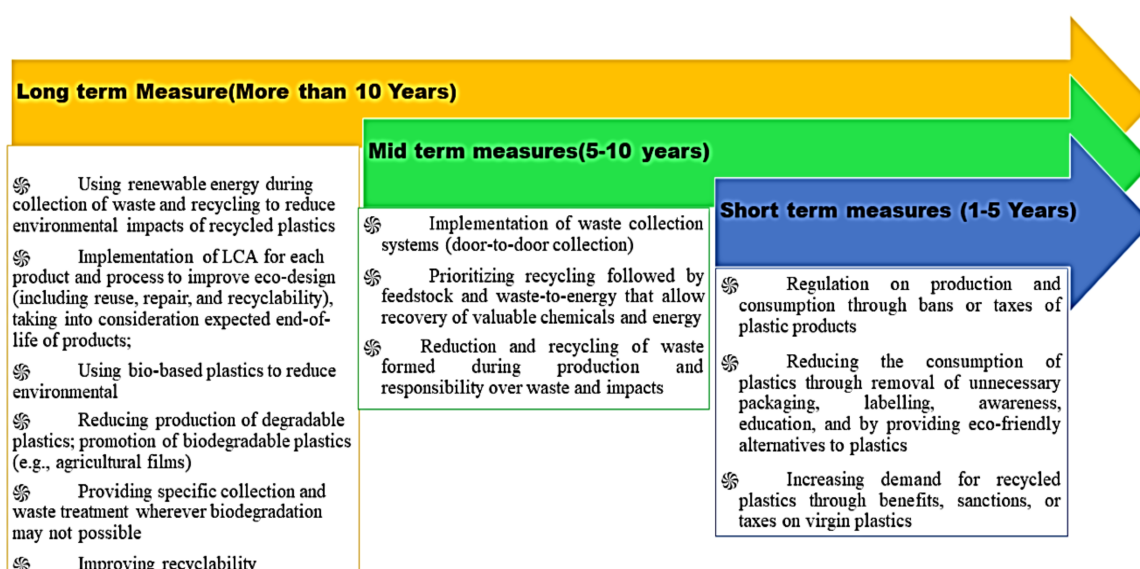 Long term Measure(More than 10 Years)
Using renewable energy during
collection of waste and recycling to reduce
environmental impacts of recycled plastics
Implementation of LCA for each
product and process to improve eco-design
(including reuse, repair, and recyclability),
taking into consideration expected end-of-
life of products;
Using bio-based plastics to reduce
environmental
Reducing production of degradable
plastics; promotion of biodegradable plastics
(e.g., agricultural films)
Providing specific collection and
waste treatment wherever biodegradation
may not possible
Improving recyclability
Mid term measures(5-10 years)
Implementation of waste collection
systems (door-to-door collection)
Prioritizing recycling followed by
feedstock and waste-to-energy that allow
recovery of valuable chemicals and energy
Reduction and recycling of waste
formed during production and
responsibility over waste and impacts
Short term measures (1-5 Years)
Regulation on production and
consumption through bans or taxes of
plastic products
Reducing the consumption of
plastics through removal of unnecessary
packaging, labelling, awareness,
education, and by providing eco-friendly
alternatives to plastics
Increasing demand for recycled
plastics through benefits, sanctions, or
taxes on virgin plastics